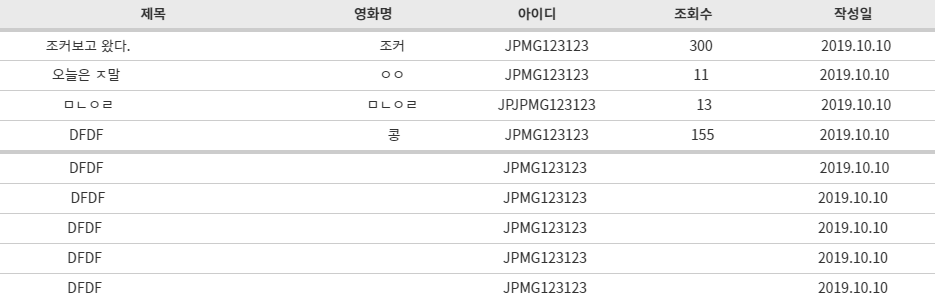 제목 영화명 아이디 조회수 작성일
조커보고 왔다. 조커 JPMG123123 300 2019.10.10
오늘은 ㅈ말 ㅇㅇ JPMG123123 11 2019.10.10
ㅁㄴㅇㄹ ㅁㄴㅇㄹ JPJPMG123123 13 2019.10.10
DFDF 콩 JPMG123123 155 2019.10.10
DFDF JPMG123123 2019.10.10
DFDF JPMG123123 2019.10.10
DFDF JPMG123123 2019.10.10
DFDF JPMG123123 2019.10.10
DFDF JPMG123123 2019.10.10